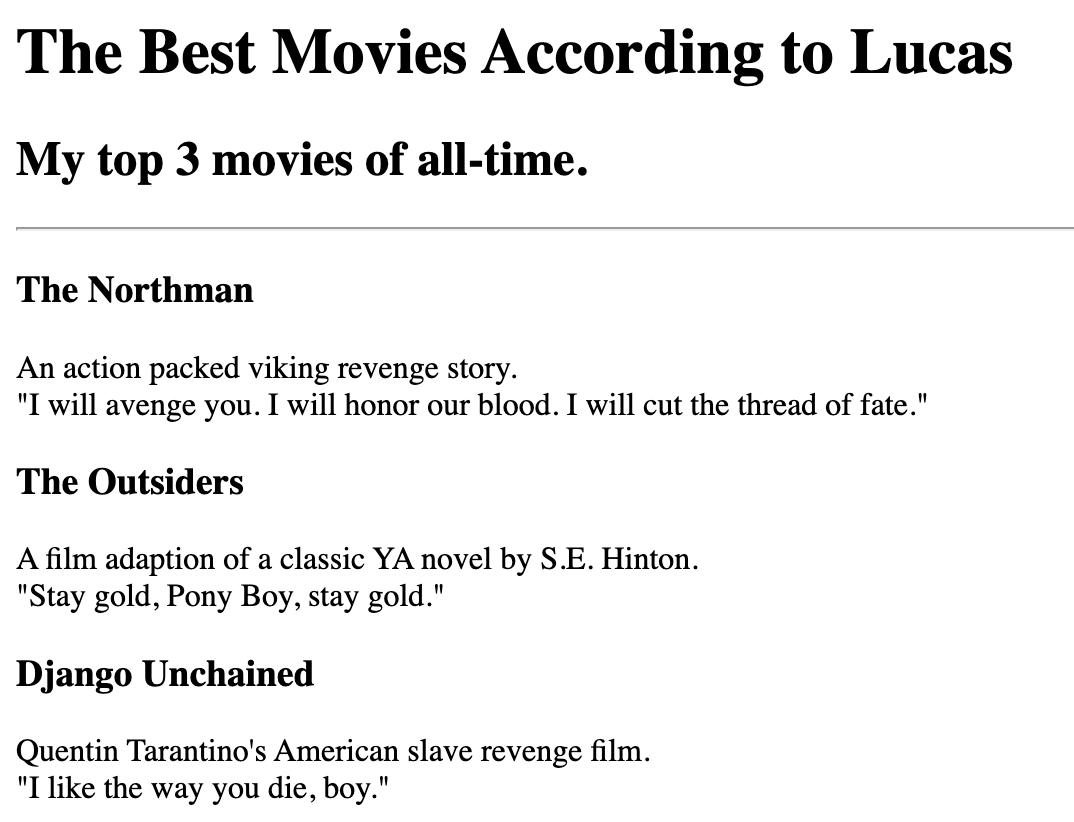 The Best Movies According to Lucas
My top 3 movies of all-time.
The Northman
An action packed viking revenge story.
"I will avenge you. I will honor our blood. I will cut the thread of fate."
The Outsiders
A film adaption of a classic YA novel by S.E. Hinton.
"Stay gold, Pony Boy, stay gold."
Django Unchained
Quentin Tarantino's American slave revenge film.
"I like the way you die, boy."